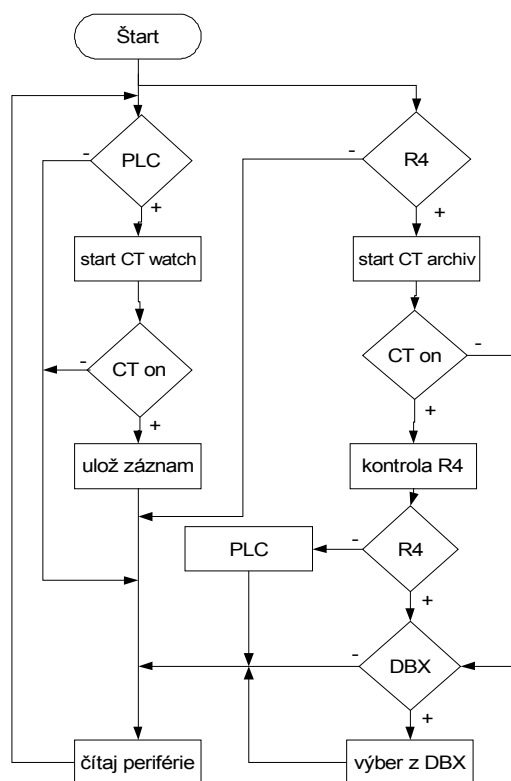 Štart
PLC
-
+
start CT watch
CT on
-
+
ulož záznam
čítaj periférie
R4
-
+
start CT archiv
CT on
-
+
kontrola R4
R4
-
+
PLC
DBX
-
+
výber z DBX